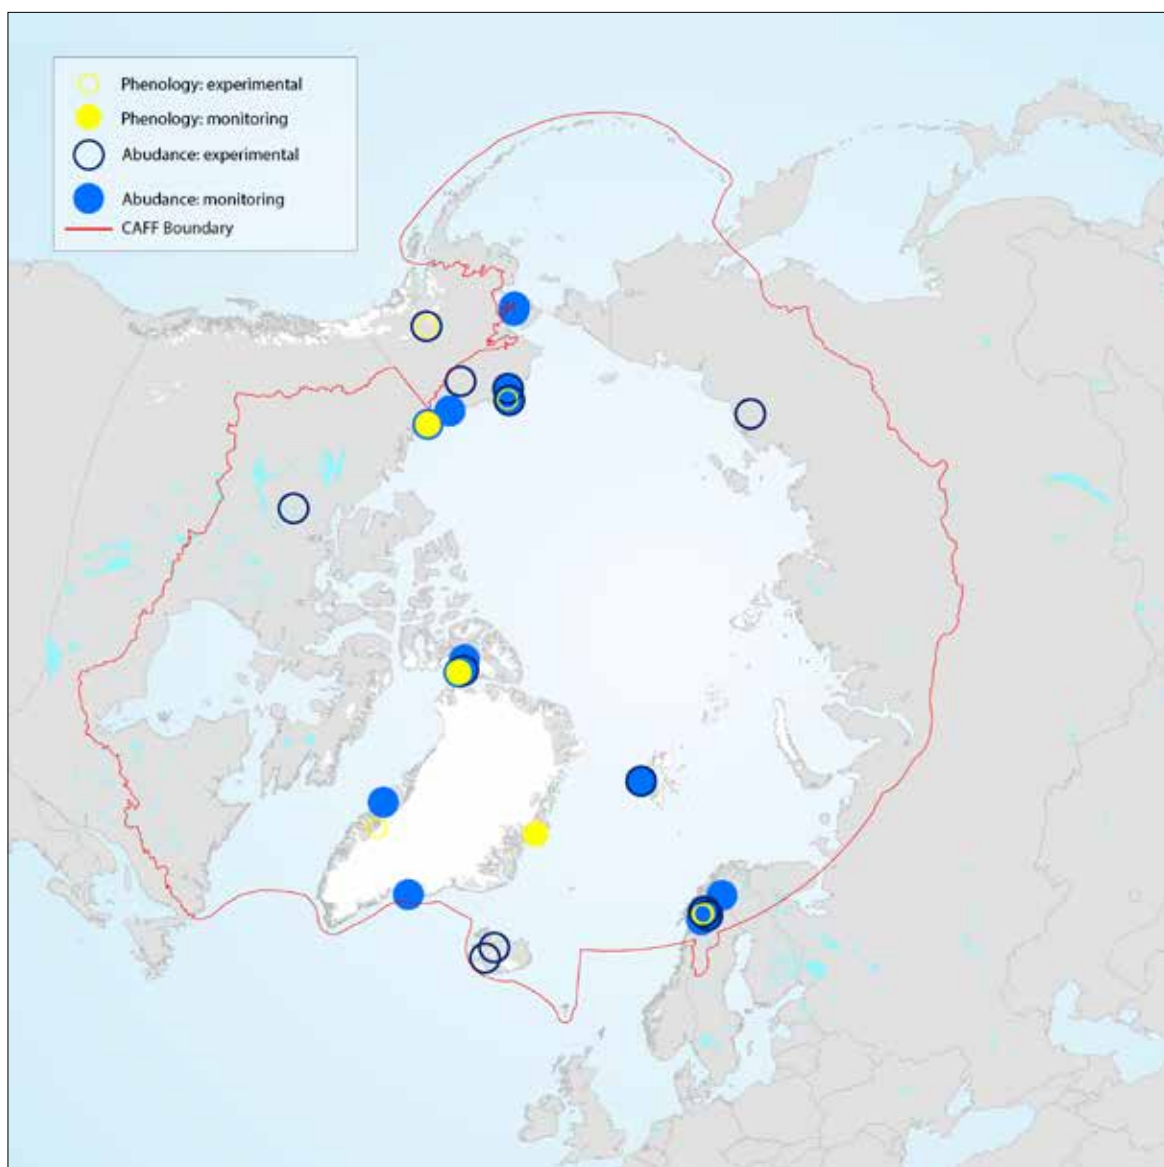 Phenology: experimental
Phenology: monitoring
Abudance: experimental
Abudance: monitoring
CAFF Boundary